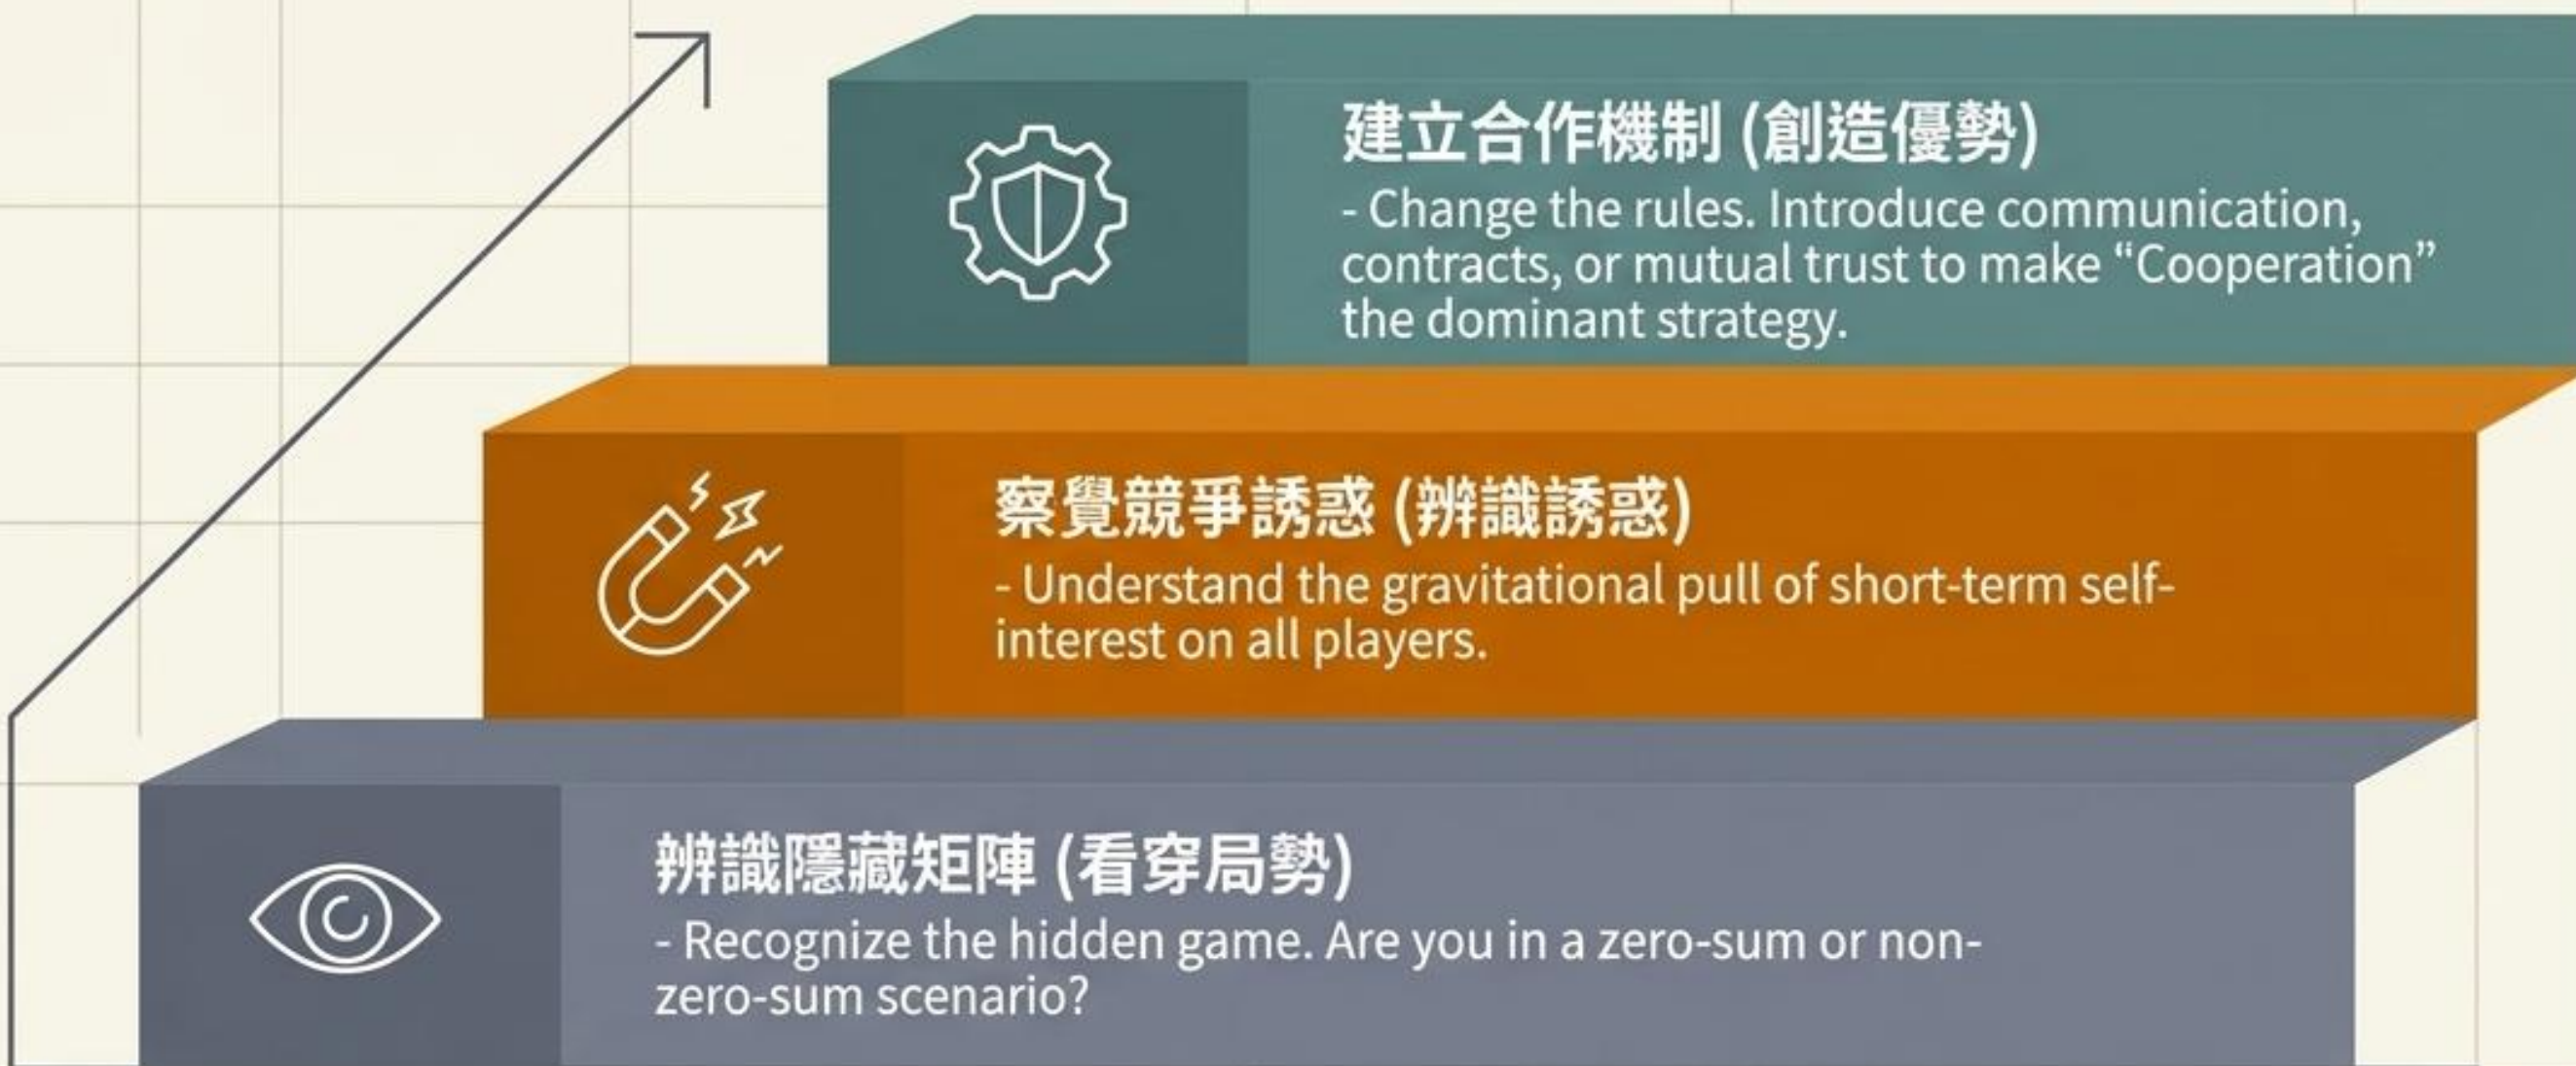 建立合作機制 (創造優勢)
- Change the rules. Introduce communication,
contracts, or mutual trust to make “Cooperation”
the dominant strategy.
察覺競爭誘惑 (辨識誘惑)
- Understand the gravitational pull of short-term self-
interest on all players.
辨識隱藏矩陣 (看穿局勢)
- Recognize the hidden game. Are you in a zero-sum or non-
zero-sum scenario?